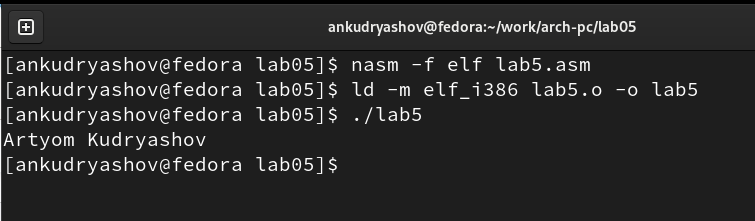 ankudryashov@fedora:~/work/arch-pc/lab05
[ankudryashov@fedora lab05]$ nasm -f elf lab5.asm
[ankudryashov@fedora lab05]$ ld -m elf_i386 lab5.o -o lab5
[ankudryashov@fedora lab05]$ ./lab5
Artyom Kudryashov
[ankudryashov@fedora lab05]$